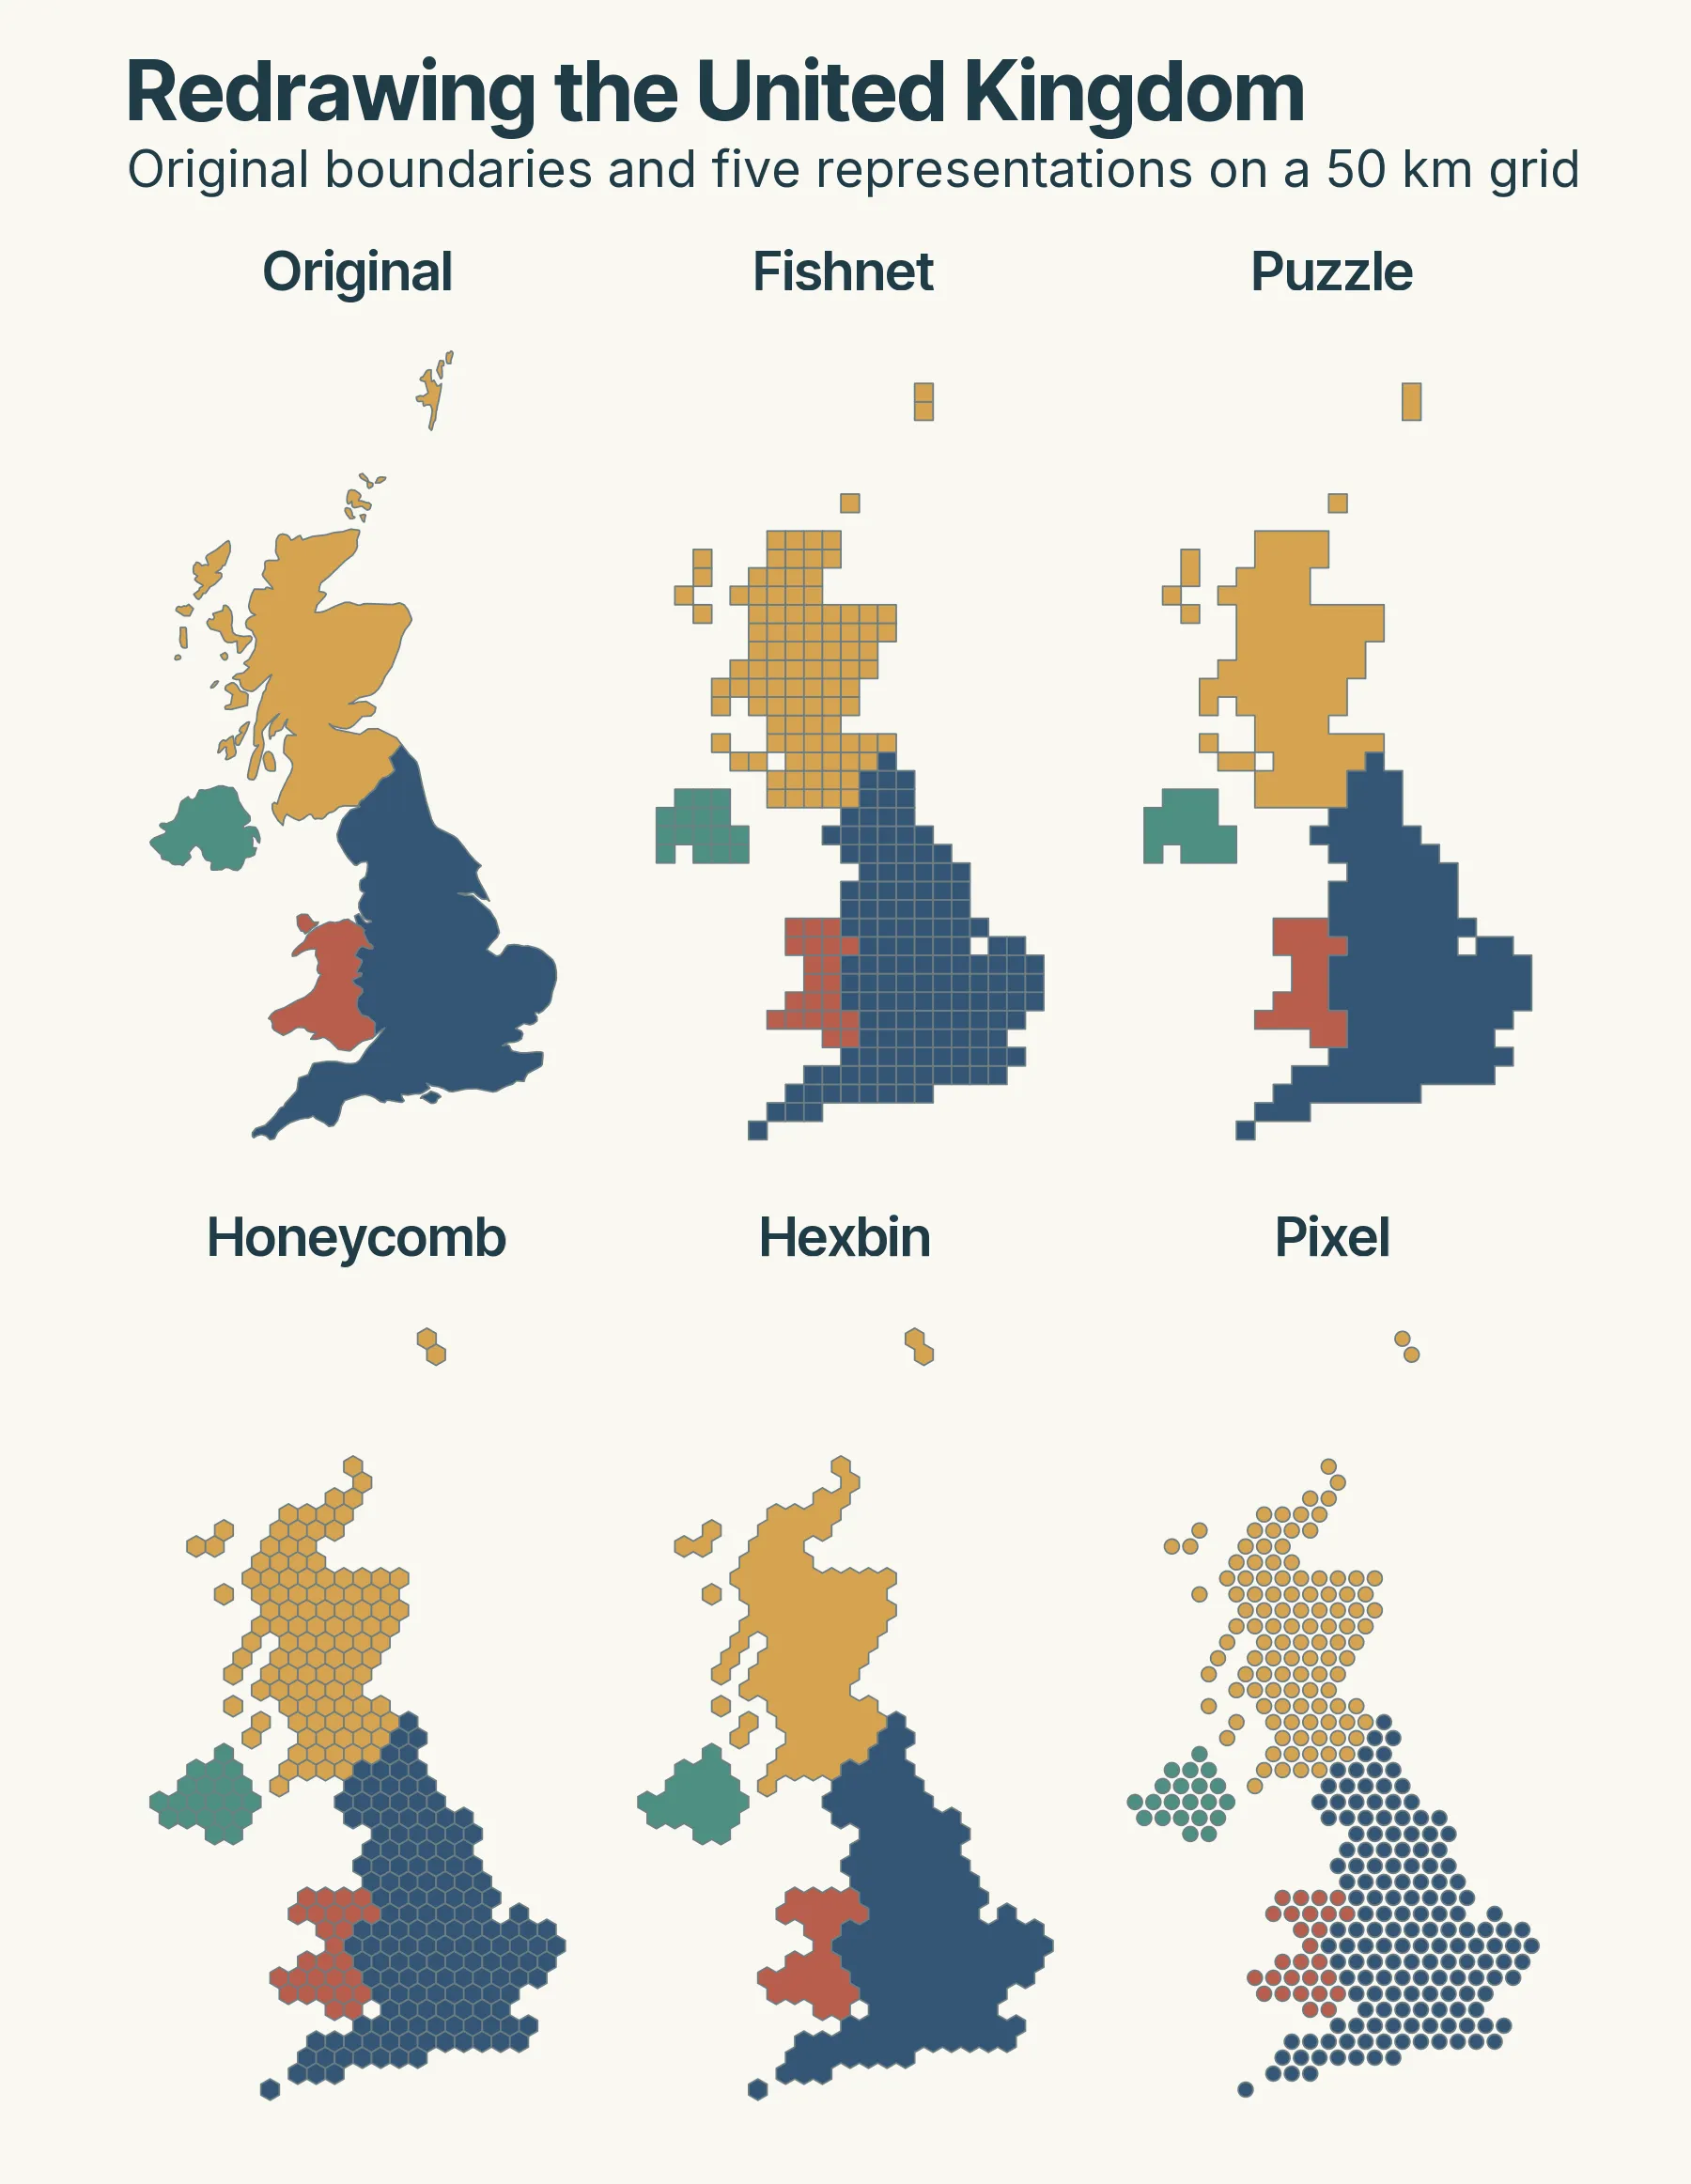 Redrawing the United Kingdom
Original boundaries and five representations on a 50 km grid
Original
Fishnet
Puzzle
Honeycomb
Hexbin
Pixel